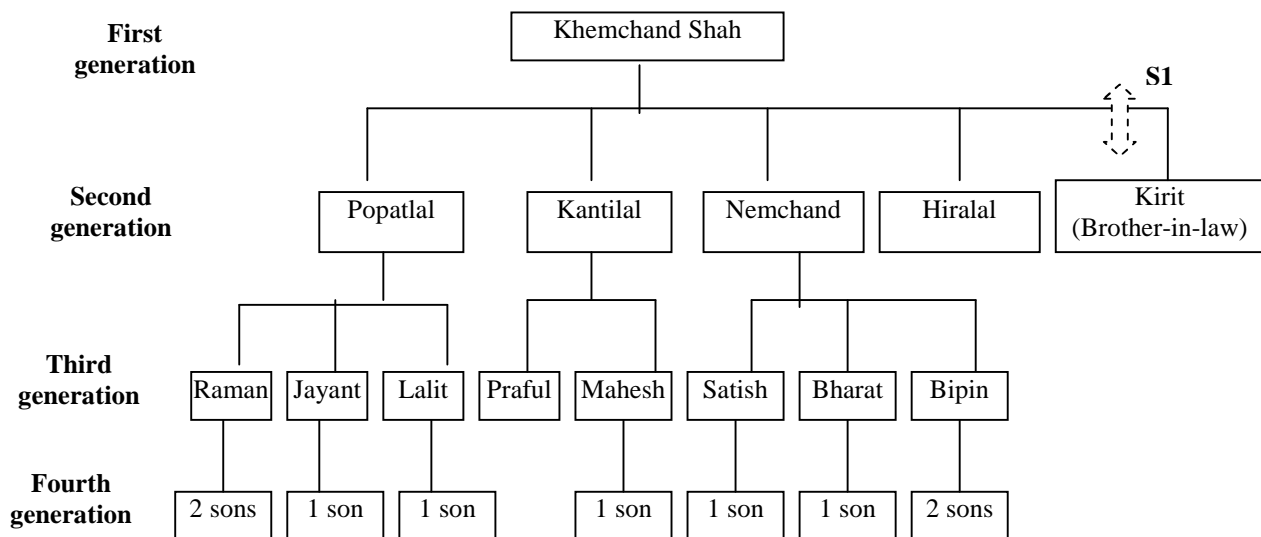 First
generation
Khemchand Shah
S1
Second
generation
Popatlal
Kantilal
Nemchand
Hiralal
Kirit
(Brother-in-law)
Third
generation
Raman
Jayant
Lalit
Praful
Mahesh
Satish
Bharat
Bipin
Fourth
generation
2 sons
1 son
1 son
1 son
1 son
1 son
2 sons